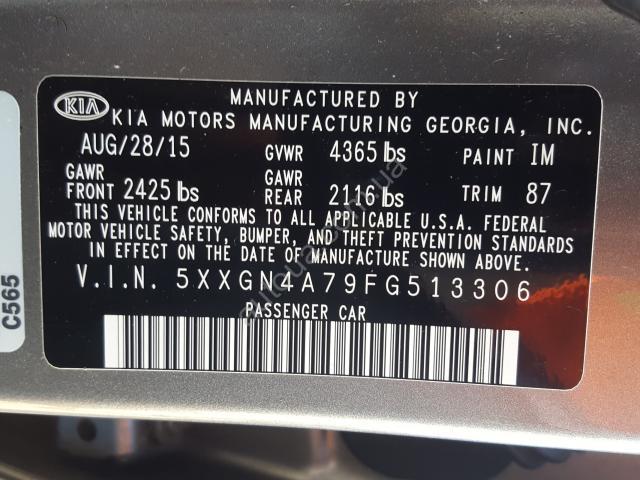 MANUFACTURED BY
KIA
KIA MOTORS MANUFACTURING GEORGIA, INC.
AUG/28/15 GVWR 4365 lbs PAINT IM
GAWR FRONT 2425 lbs GAWR REAR 2116 lbs TRIM 87
THIS VEHICLE CONFORMS TO ALL APPLICABLE U.S.A. FEDERAL
MOTOR VEHICLE SAFETY, BUMPER, AND THEFT PREVENTION STANDARDS
IN EFFECT ON THE DATE OF MANUFACTURE SHOWN ABOVE.
V.I.N. 5XXGN4A79FG513306
PASSENGER CAR
C565